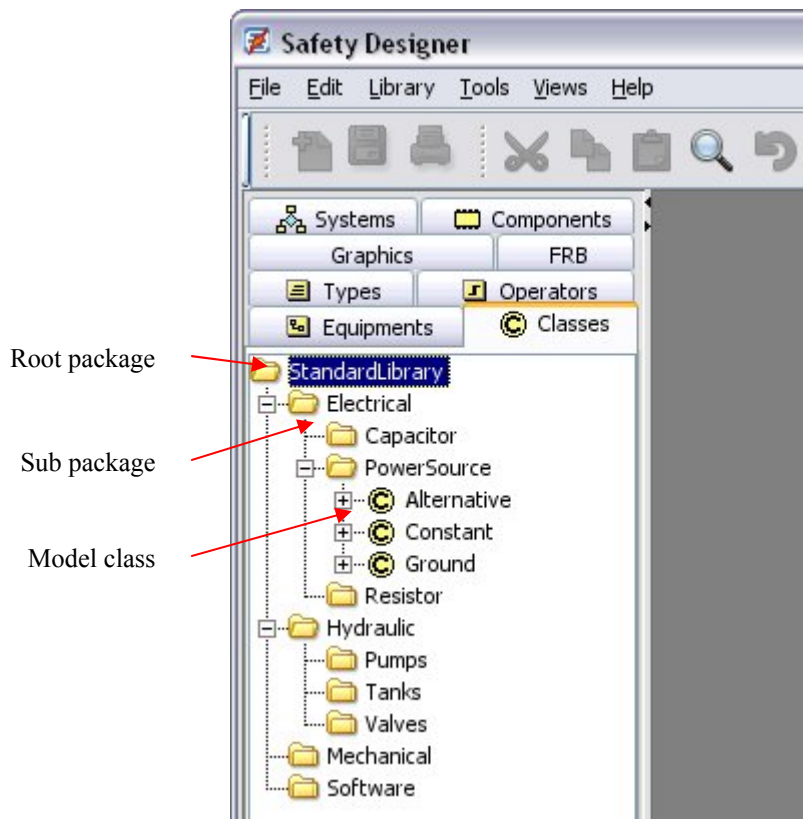 Safety Designer
File Edit Library Tools Views Help
Systems Components
Graphics FRB
Types Operators
Equipments Classes
Root package
StandardLibrary
Electrical
Capacitor
Sub package
PowerSource
Alternative
Constant
Model class
Ground
Resistor
Hydraulic
Pumps
Tanks
Valves
Mechanical
Software